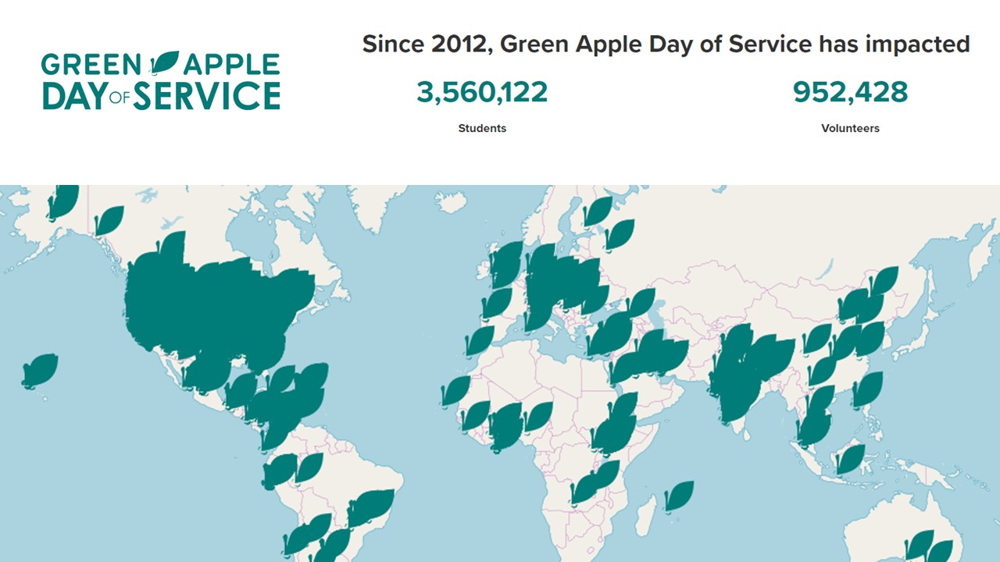 GREEN APPLE
DAY OF SERVICE
Since 2012, Green Apple Day of Service has impacted
3,560,122
Students
952,428
Volunteers